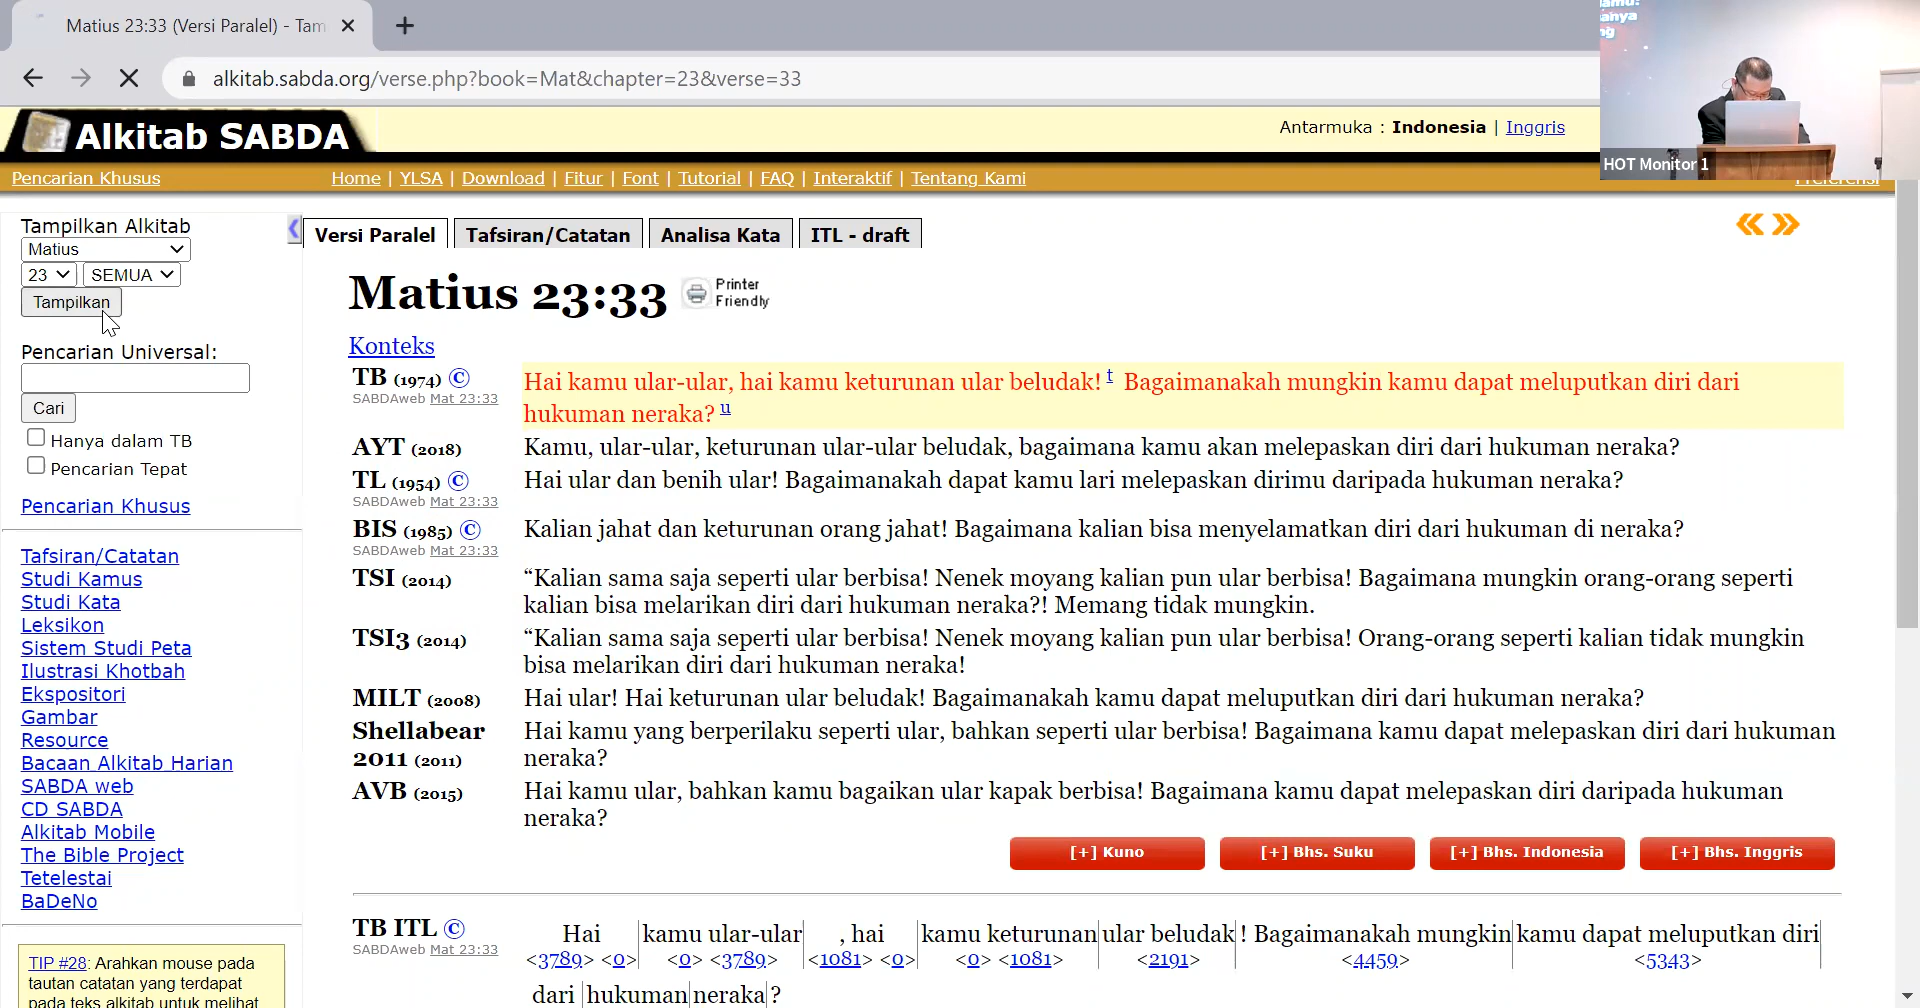 Matius 23:33 (Versi Paralel) - Tam
alkitab.sabda.org/verse.php?book=Mat&chapter=23&verse=33
anya
ng
HOT Monitor 1
Alkitab SABDA
Antarmuka : Indonesia | Inggris
Pencarian Khusus
Home | YLSA | Download | Fitur | Font | Tutorial | FAQ | Interaktif | Tentang Kami
Tampilkan Alkitab
Matius
23 SEMUA
Tampilkan
Pencarian Universal:
Cari
Hanya dalam TB
Pencarian Tepat
Pencarian Khusus
Tafsiran/Catatan
Studi Kamus
Studi Kata
Leksikon
Sistem Studi Peta
Ilustrasi Khotbah
Ekspositori
Gambar
Resource
Bacaan Alkitab Harian
SABDA web
CD SABDA
Alkitab Mobile
The Bible Project
Tetelestai
BaDeNo
TIP #28: Arahkan mouse pada
tautan catatan yang terdapat
pada teks alkitab untuk melihat
Versi Paralel Tafsiran/Catatan Analisa Kata ITL - draft
Matius 23:33 Printer Friendly
Konteks
TB (1974) © Hai kamu ular-ular, hai kamu keturunan ular beludak! t Bagaimanakah mungkin kamu dapat meluputkan diri dari
SABDAweb Mat 23:33 hukuman neraka? u
AYT (2018) Kamu, ular-ular, keturunan ular-ular beludak, bagaimana kamu akan melepaskan diri dari hukuman neraka?
TL (1954) © Hai ular dan benih ular! Bagaimanakah dapat kamu lari melepaskan dirimu daripada hukuman neraka?
SABDAweb Mat 23:33
BIS (1985) © Kalian jahat dan keturunan orang jahat! Bagaimana kalian bisa menyelamatkan diri dari hukuman di neraka?
SABDAweb Mat 23:33
TSI (2014) “Kalian sama saja seperti ular berbisa! Nenek moyang kalian pun ular berbisa! Bagaimana mungkin orang-orang seperti
kalian bisa melarikan diri dari hukuman neraka?! Memang tidak mungkin.
TSI3 (2014) “Kalian sama saja seperti ular berbisa! Nenek moyang kalian pun ular berbisa! Orang-orang seperti kalian tidak mungkin
bisa melarikan diri dari hukuman neraka!
MILT (2008) Hai ular! Hai keturunan ular beludak! Bagaimanakah kamu dapat meluputkan diri dari hukuman neraka?
Shellabear Hai kamu yang berperilaku seperti ular, bahkan seperti ular berbisa! Bagaimana kamu dapat melepaskan diri dari hukuman
2011 (2011) neraka?
AVB (2015) Hai kamu ular, bahkan kamu bagaikan ular kapak berbisa! Bagaimana kamu dapat melepaskan diri daripada hukuman
neraka?
[+] Kuno [+] Bhs. Suku [+] Bhs. Indonesia [+] Bhs. Inggris
TB ITL © Hai kamu ular-ular , hai kamu keturunan ular beludak ! Bagaimanakah mungkin kamu dapat meluputkan diri
SABDAweb Mat 23:33 <3789> <0> <0> <3789> <1081> <0> <0> <1081> <2191> <4459> <5343>
dari hukuman neraka ?